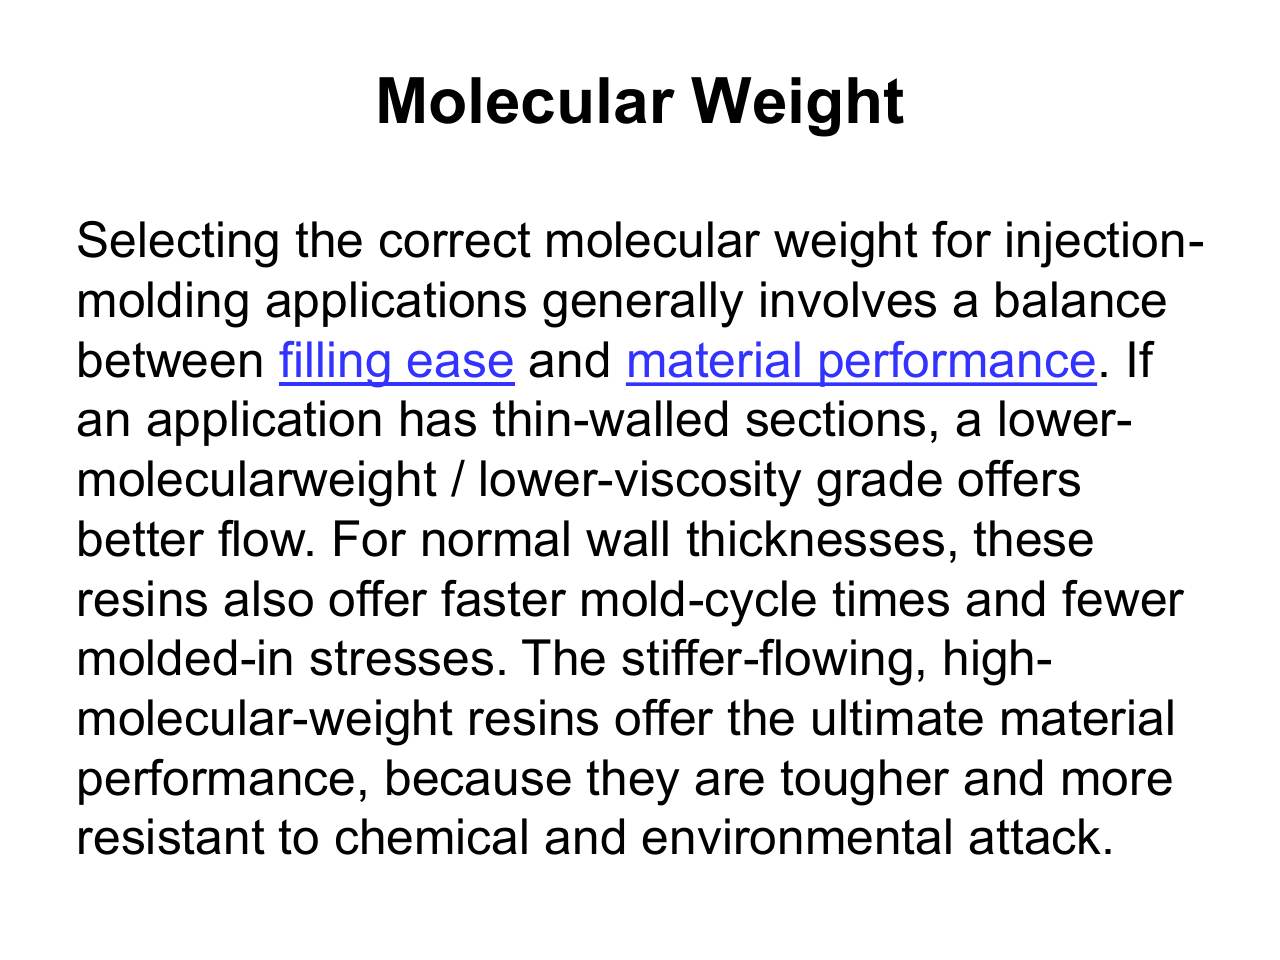 Molecular Weight
Selecting the correct molecular weight for injection-
molding applications generally involves a balance
between filling ease and material performance. If
an application has thin-walled sections, a lower-
molecularweight / lower-viscosity grade offers
better flow. For normal wall thicknesses, these
resins also offer faster mold-cycle times and fewer
molded-in stresses. The stiffer-flowing, high-
molecular-weight resins offer the ultimate material
performance, because they are tougher and more
resistant to chemical and environmental attack.